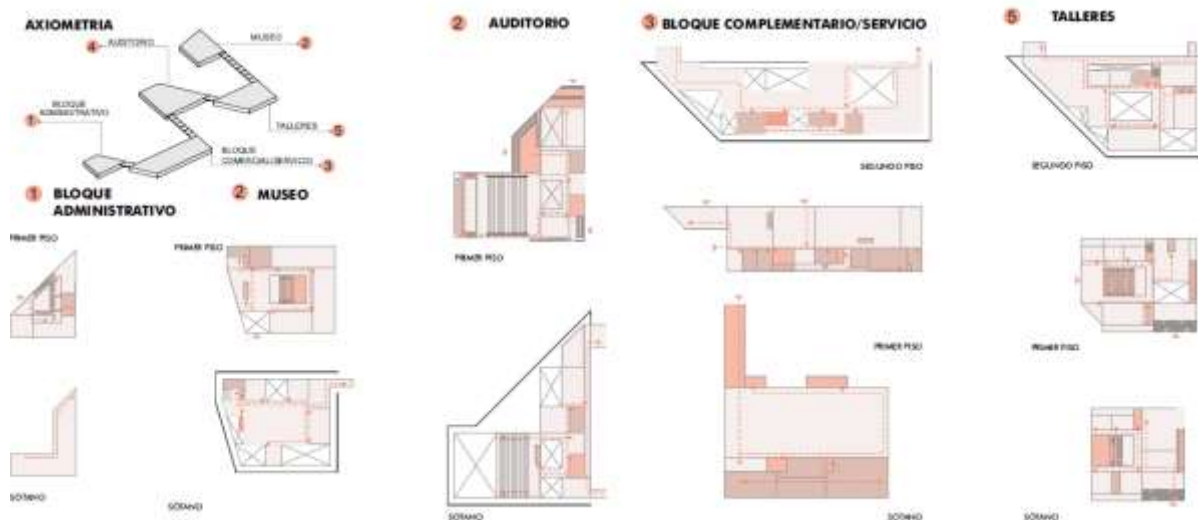 AXIOMETRIA
MUSEO
2
4
AUDITORIO
BLOQUE
ADMINISTRATIVO
1
TALLERES
5
BLOQUE
COMERCIAL(SERVICIO)
3
1 BLOQUE
ADMINISTRATIVO
2 MUSEO
PRIMER PISO
PRIMER PISO
SOTANO
SOTANO
2 AUDITORIO
PRIMER PISO
SOTANO
3 BLOQUE COMPLEMENTARIO/SERVICIO
SEGUNDO PISO
PRIMER PISO
SOTANO
5 TALLERES
SEGUNDO PISO
PRIMER PISO
SOTANO